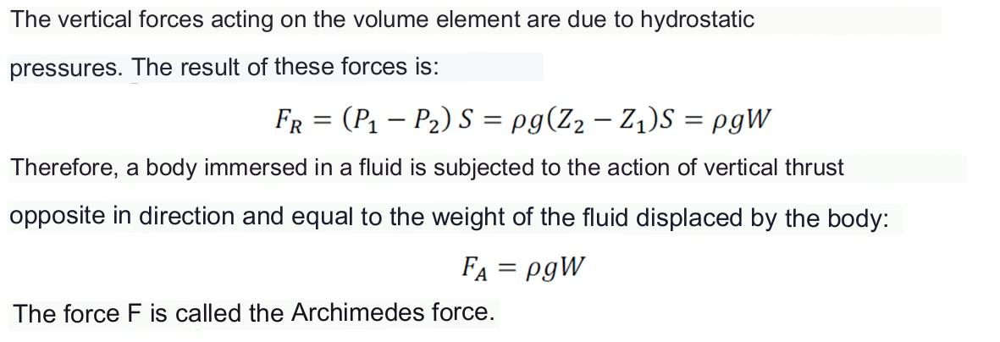 The vertical forces acting on the volume element are due to hydrostatic
pressures. The result of these forces is:
F_R = (P_1 − P_2) S = ρg(Z_2 − Z_1)S = ρgW
Therefore, a body immersed in a fluid is subjected to the action of vertical thrust
opposite in direction and equal to the weight of the fluid displaced by the body:
F_A = ρgW
The force F is called the Archimedes force.